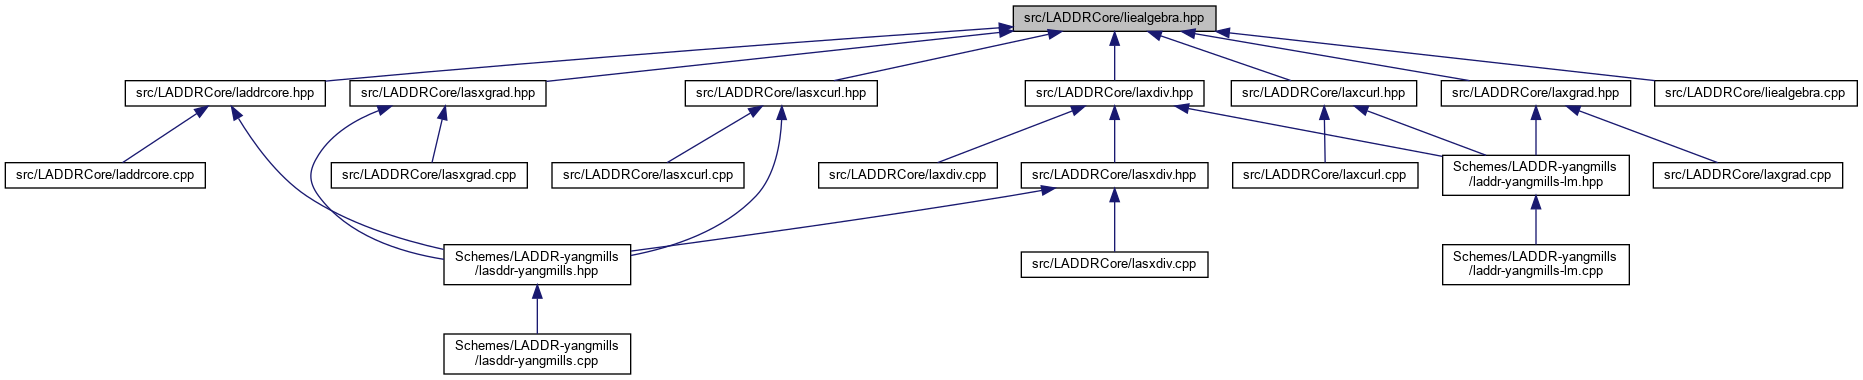 src/LADDRCore/liealgebra.hpp
src/LADDRCore/laddrcore.hpp
src/LADDRCore/lasxgrad.hpp
src/LADDRCore/lasxcurl.hpp
src/LADDRCore/laxdiv.hpp
src/LADDRCore/laxcurl.hpp
src/LADDRCore/laxgrad.hpp
src/LADDRCore/liealgebra.cpp
src/LADDRCore/laddrcore.cpp
src/LADDRCore/lasxgrad.cpp
src/LADDRCore/lasxcurl.cpp
src/LADDRCore/laxdiv.cpp
src/LADDRCore/lasxdiv.hpp
src/LADDRCore/laxcurl.cpp
Schemes/LADDR-yangmills
/laddr-yangmills-lm.hpp
src/LADDRCore/laxgrad.cpp
Schemes/LADDR-yangmills
/lasddr-yangmills.hpp
src/LADDRCore/lasxdiv.cpp
Schemes/LADDR-yangmills
/laddr-yangmills-lm.cpp
Schemes/LADDR-yangmills
/lasddr-yangmills.cpp